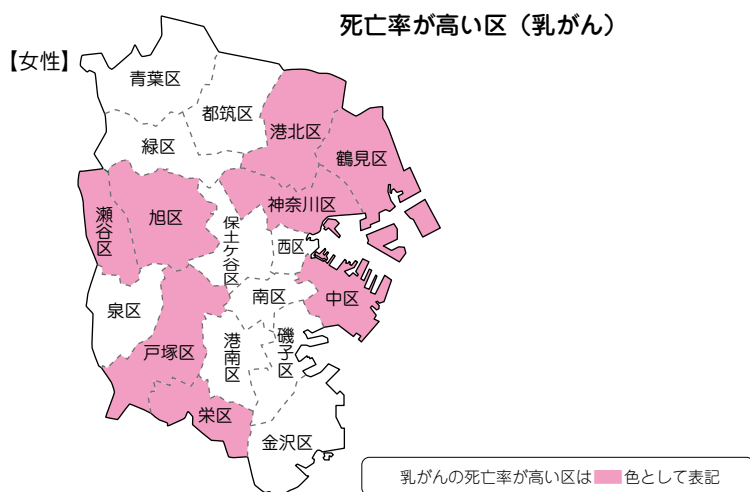 死亡率が高い区（乳がん）
【女性】
青葉区
都筑区
港北区
緑区
鶴見区
神奈川区
瀬谷区
旭区
保土ケ谷区
西区
南区
中区
泉区
戸塚区
港南区
磯子区
栄区
金沢区
乳がんの死亡率が高い区は 色として表記